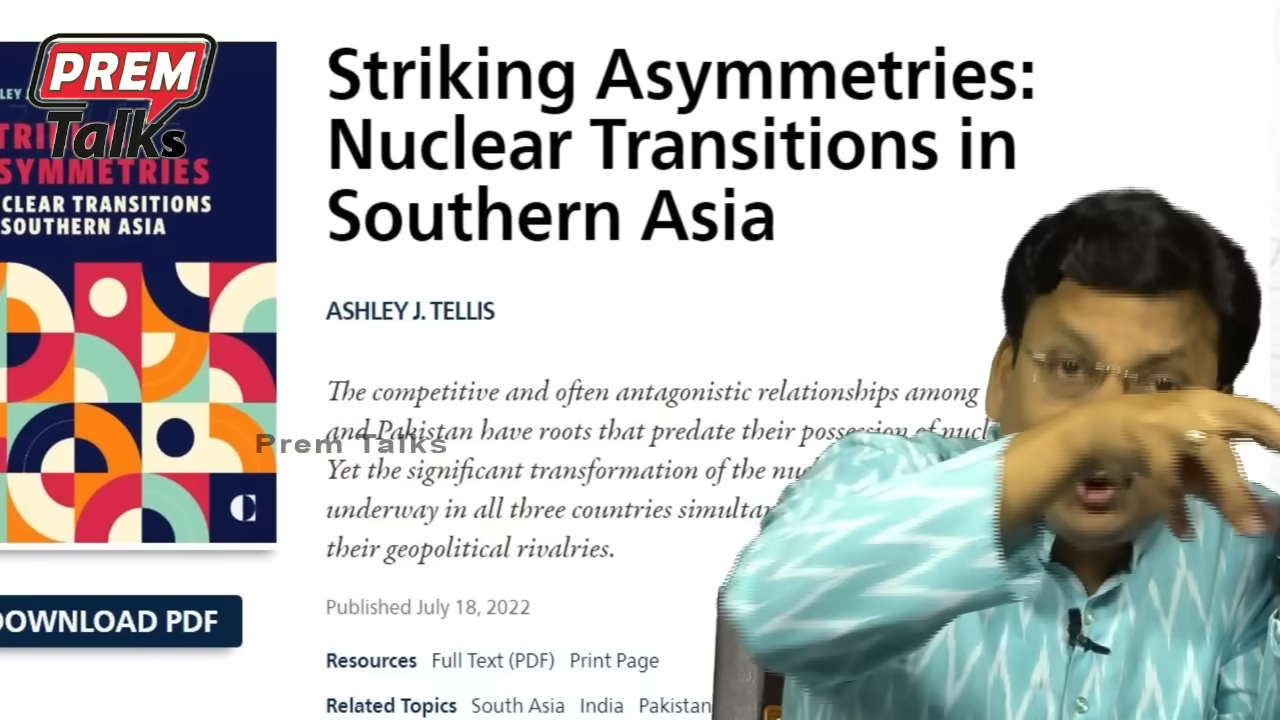 PREM
Talks
SYMMETRIES
CLEAR TRANSITIONS
SOUTHERN ASIA
DOWNLOAD PDF
Striking Asymmetries:
Nuclear Transitions in
Southern Asia
ASHLEY J. TELLIS
The competitive and often antagonistic relationships among
and Pakistan have roots that predate their possession of
Yet the significant transformation of the
underway in all three countries
their geopolitical rivalries.
Prem Talks
Published July 18, 2022
Resources Full Text (PDF) Print Page
Related Topics South Asia India Pakistan